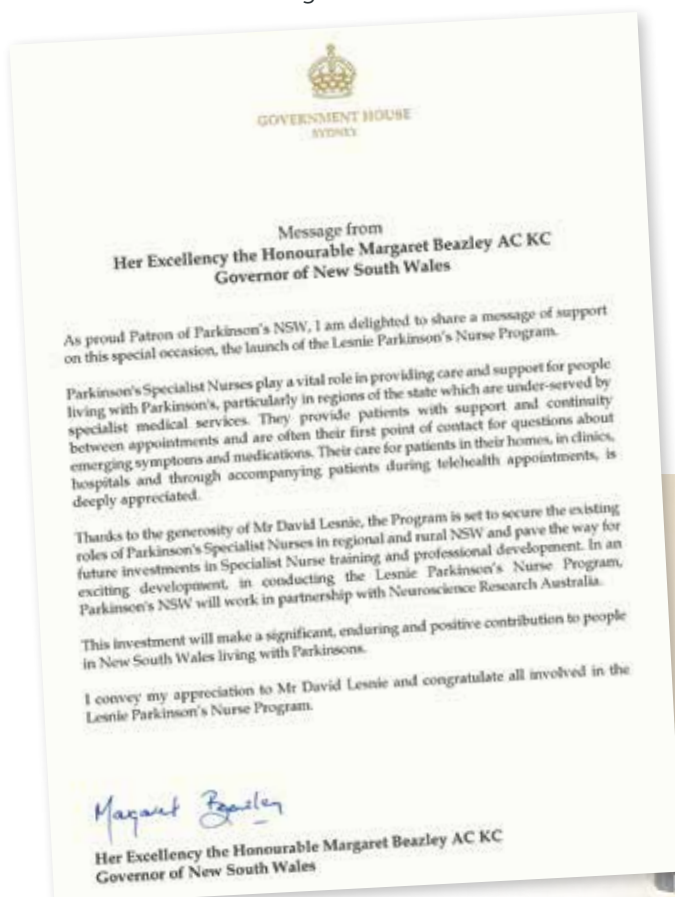 GOVERNMENT HOUSE
SYDNEY
Message from
Her Excellency the Honourable Margaret Beazley AC KC
Governor of New South Wales
As proud Patron of Parkinson's NSW, I am delighted to share a message of support
on this special occasion, the launch of the Lesnie Parkinson's Nurse Program.
Parkinson's Specialist Nurses play a vital role in providing care and support for people
living with Parkinson's, particularly in regions of the state which are under-served by
specialist medical services. They provide patients with support and continuity
between appointments and are often their first point of contact for questions about
emerging symptoms and medications. Their care for patients in their homes, in clinics,
hospitals and through accompanying patients during telehealth appointments, is
deeply appreciated.
Thanks to the generosity of Mr David Lesnie, the Program is set to secure the existing
roles of Parkinson's Specialist Nurses in regional and rural NSW and pave the way for
future investments in Specialist Nurse training and professional development. In an
exciting development, in conducting the Lesnie Parkinson's Nurse Program,
Parkinson's NSW will work in partnership with Neuroscience Research Australia.
This investment will make a significant, enduring and positive contribution to people
in New South Wales living with Parkinsons.
I convey my appreciation to Mr David Lesnie and congratulate all involved in the
Lesnie Parkinson's Nurse Program.
Margaret Beazley
Her Excellency the Honourable Margaret Beazley AC KC
Governor of New South Wales